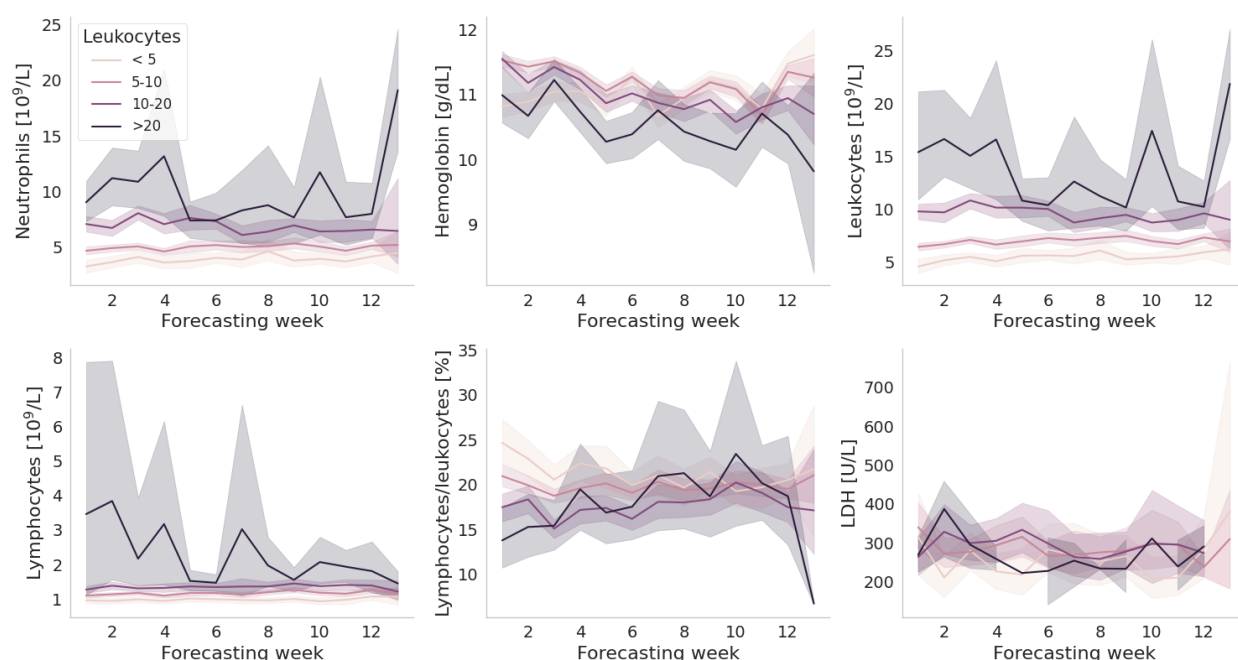 Neutrophils [10⁹/L]
25
20
15
10
5
Leukocytes
< 5
5-10
10-20
>20
2 4 6 8 10 12
Forecasting week
Hemoglobin [g/dL]
12
11
10
9
2 4 6 8 10 12
Forecasting week
Leukocytes [10⁹/L]
25
20
15
10
5
2 4 6 8 10 12
Forecasting week
Lymphocytes [10⁹/L]
8
7
6
5
4
3
2
1
2 4 6 8 10 12
Forecasting week
Lymphocytes/leukocytes [%]
35
30
25
20
15
10
2 4 6 8 10 12
Forecasting week
LDH [U/L]
700
600
500
400
300
200
2 4 6 8 10 12
Forecasting week